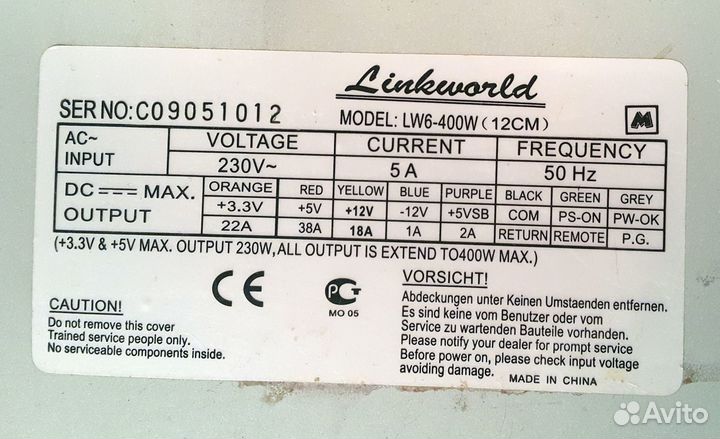 Linkworld
SER NO: C09051012
MODEL: LW6-400W (12CM)
M
AC~ INPUT VOLTAGE CURRENT FREQUENCY
230V~ 5A 50 Hz
DC MAX. OUTPUT ORANGE RED YELLOW BLUE PURPLE BLACK GREEN GREY
+3.3V +5V +12V -12V +5VSB COM PS-ON PW-OK
22A 38A 18A 1A 2A RETURN REMOTE P.G.
(+3.3V & +5V MAX. OUTPUT 230W, ALL OUTPUT IS EXTEND TO400W MAX.)
CE
РСТ
MO 05
CAUTION!
Do not remove this cover
Trained service people only.
No serviceable components inside.
VORSICHT!
Abdeckungen unter Keinen Umstaenden entfernen.
Es sind keine vom Benutzer oder vom
Service zu wartenden Bauteile vorhanden.
Please notify your dealer for prompt service
Before power on, please check input voltage
avoiding damage.
MADE IN CHINA
Avito